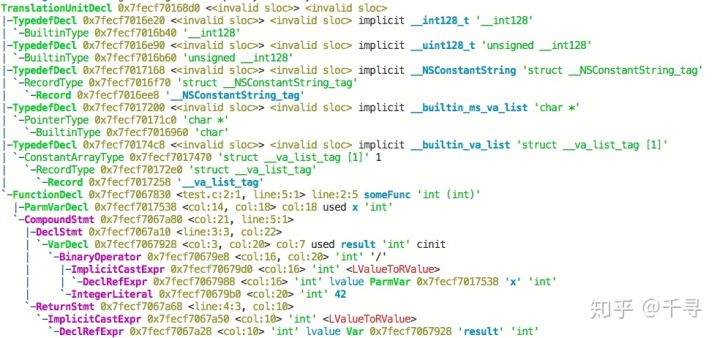 TranslationUnitDecl 0x7fecf70168d0 <<invalid sloc>> <invalid sloc>
|-TypedefDecl 0x7fecf7016e20 <<invalid sloc>> <invalid sloc> implicit __int128_t '__int128'
| `-BuiltinType 0x7fecf7016b40 '__int128'
|-TypedefDecl 0x7fecf7016e90 <<invalid sloc>> <invalid sloc> implicit __uint128_t 'unsigned __int128'
| `-BuiltinType 0x7fecf7016b60 'unsigned __int128'
|-TypedefDecl 0x7fecf7017168 <<invalid sloc>> <invalid sloc> implicit __NSConstantString 'struct __NSConstantString_tag'
| `-RecordType 0x7fecf7016f70 'struct __NSConstantString_tag'
|   `-Record 0x7fecf7016ee8 '__NSConstantString_tag'
|-TypedefDecl 0x7fecf7017200 <<invalid sloc>> <invalid sloc> implicit __builtin_ms_va_list 'char *'
| `-PointerType 0x7fecf70171c0 'char *'
|   `-BuiltinType 0x7fecf7016960 'char'
|-TypedefDecl 0x7fecf70174c8 <<invalid sloc>> <invalid sloc> implicit __builtin_va_list 'struct __va_list_tag [1]'
| `-ConstantArrayType 0x7fecf7017470 'struct __va_list_tag [1]' 1
|   `-RecordType 0x7fecf70172e0 'struct __va_list_tag'
|     `-Record 0x7fecf7017258 '__va_list_tag'
`-FunctionDecl 0x7fecf7067830 <test.c:2:1, line:5:1> line:2:5 someFunc 'int (int)'
  |-ParmVarDecl 0x7fecf7017538 <col:14, col:18> col:18 used x 'int'
  `-CompoundStmt 0x7fecf7067a80 <col:21, line:5:1>
    |-DeclStmt 0x7fecf7067a10 <line:3:3, col:22>
    | `-VarDecl 0x7fecf7067928 <col:3, col:20> col:7 used result 'int' cinit
    |   `-BinaryOperator 0x7fecf70679e8 <col:16, col:20> 'int' '/'
    |     |-ImplicitCastExpr 0x7fecf70679d0 <col:16> 'int' <LValueToRValue>
    |     | `-DeclRefExpr 0x7fecf7067988 <col:16> 'int' lvalue ParmVar 0x7fecf7017538 'x' 'int'
    |     `-IntegerLiteral 0x7fecf70679b0 <col:20> 'int' 42
    `-ReturnStmt 0x7fecf7067a68 <line:4:3, col:10>
      `-ImplicitCastExpr 0x7fecf7067a50 <col:10> 'int' <LValueToRValue>
        `-DeclRefExpr 0x7fecf7067a28 <col:10> 'int' lvalue Var 0x7fecf7067928 'result' 'int'
知乎 @千寻